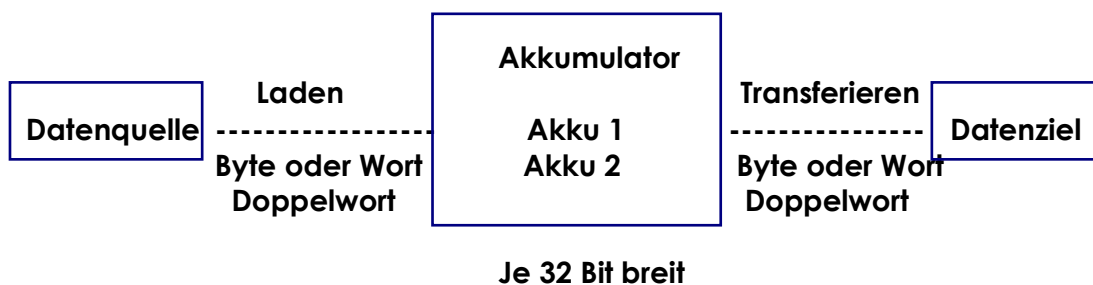 Akkumulator
Laden
Transferieren
Datenquelle
Akku 1
Datenziel
Byte oder Wort
Akku 2
Byte oder Wort
Doppelwort
Doppelwort
Je 32 Bit breit